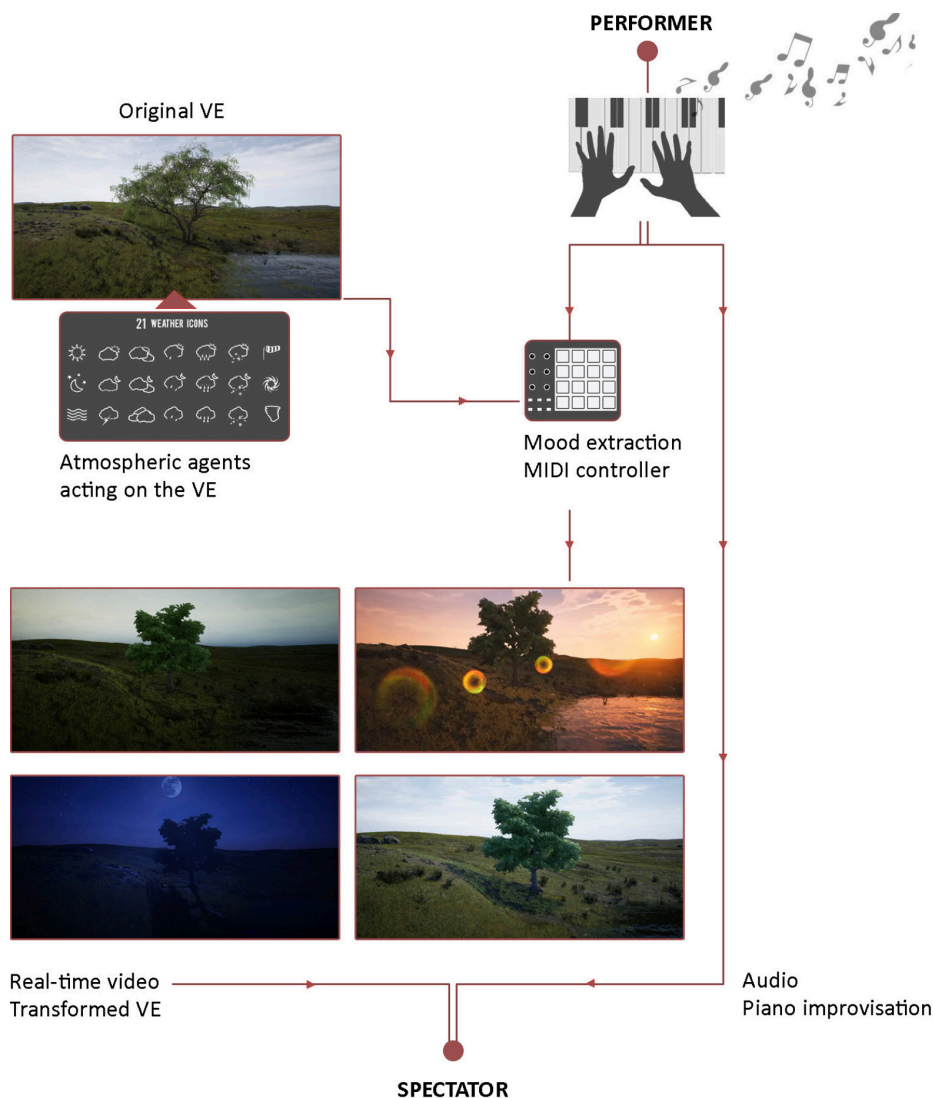 PERFORMER
Original VE
21 WEATHER ICONS
Atmospheric agents
acting on the VE
Mood extraction
MIDI controller
Real-time video
Transformed VE
Audio
Piano improvisation
SPECTATOR